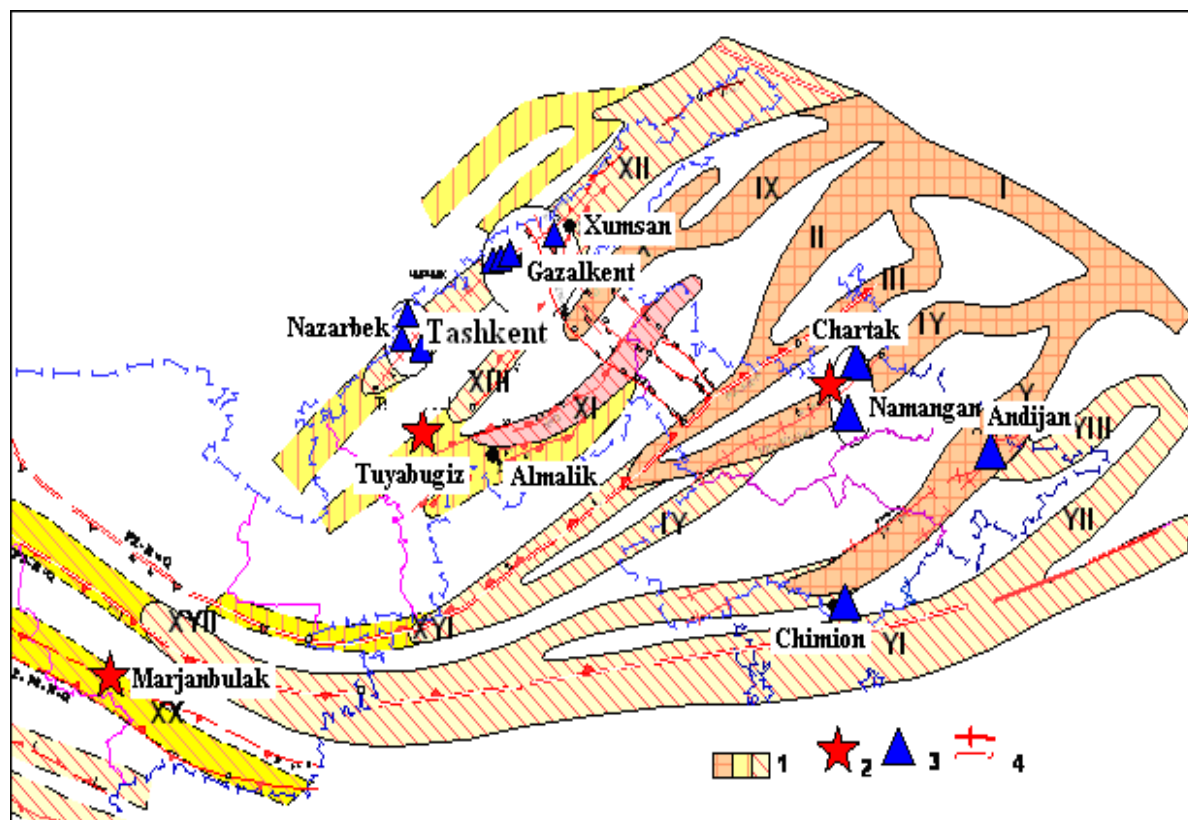 XII
IX
I
Xumsan
II
X
Gazalkent
III
Nazarbek
Tashkent
Chartak
IY
XIII
XI
Namangan
Y
Andijan
YIII
Tuyabugiz
Almalik
IY
YII
PZ-N-Q
XYII
XYI
Chimion
YI
Marjanbulak
XX
1
2
3
4